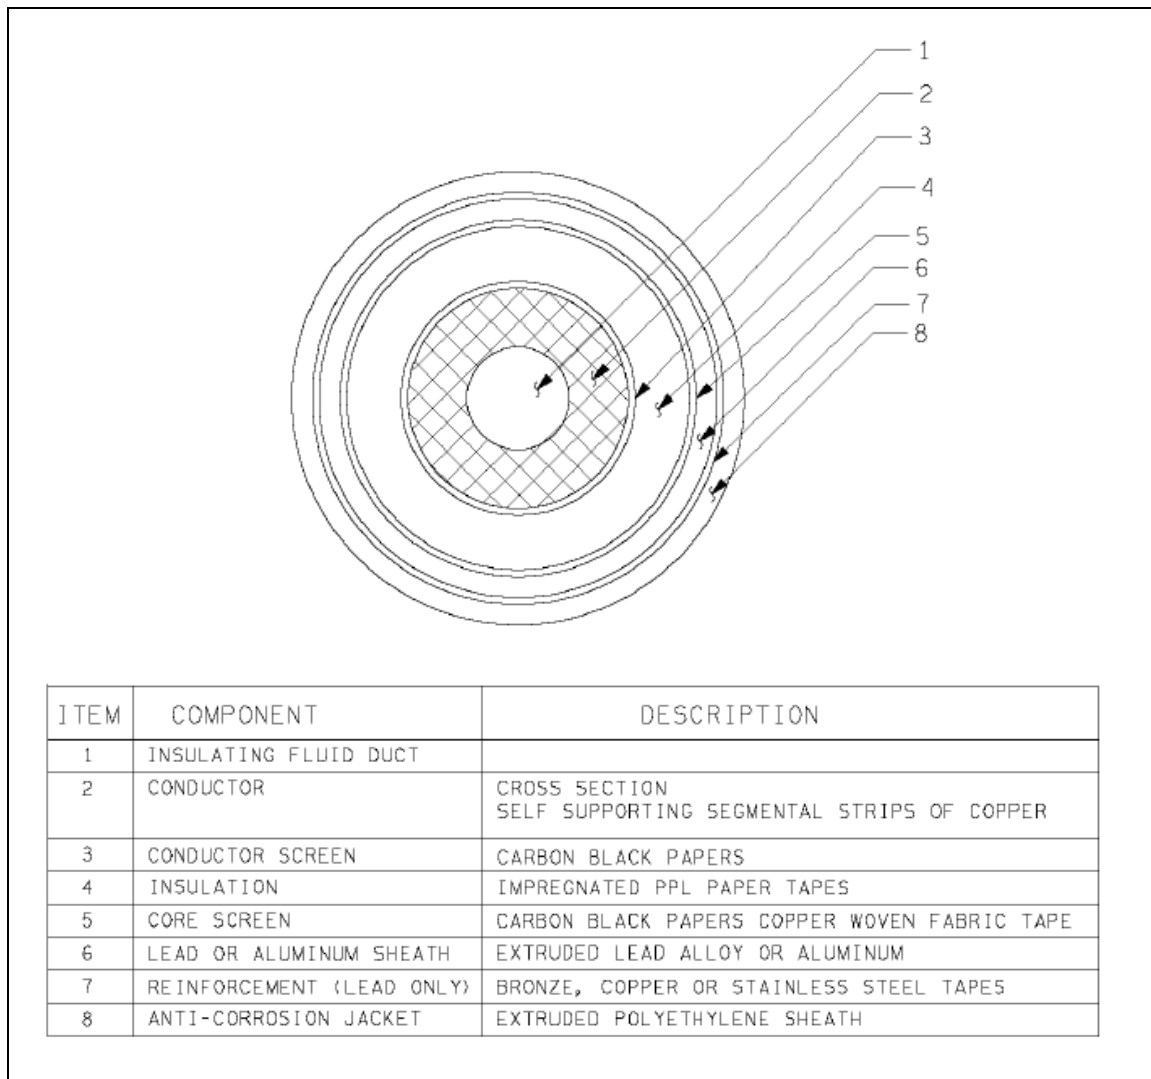 1
2
3
4
5
6
7
8
ITEM COMPONENT DESCRIPTION
1 INSULATING FLUID DUCT
2 CONDUCTOR CROSS SECTION
SELF SUPPORTING SEGMENTAL STRIPS OF COPPER
3 CONDUCTOR SCREEN CARBON BLACK PAPERS
4 INSULATION IMPREGNATED PPL PAPER TAPES
5 CORE SCREEN CARBON BLACK PAPERS COPPER WOVEN FABRIC TAPE
6 LEAD OR ALUMINUM SHEATH EXTRUDED LEAD ALLOY OR ALUMINUM
7 REINFORCEMENT (LEAD ONLY) BRONZE, COPPER OR STAINLESS STEEL TAPES
8 ANTI-CORROSION JACKET EXTRUDED POLYETHYLENE SHEATH